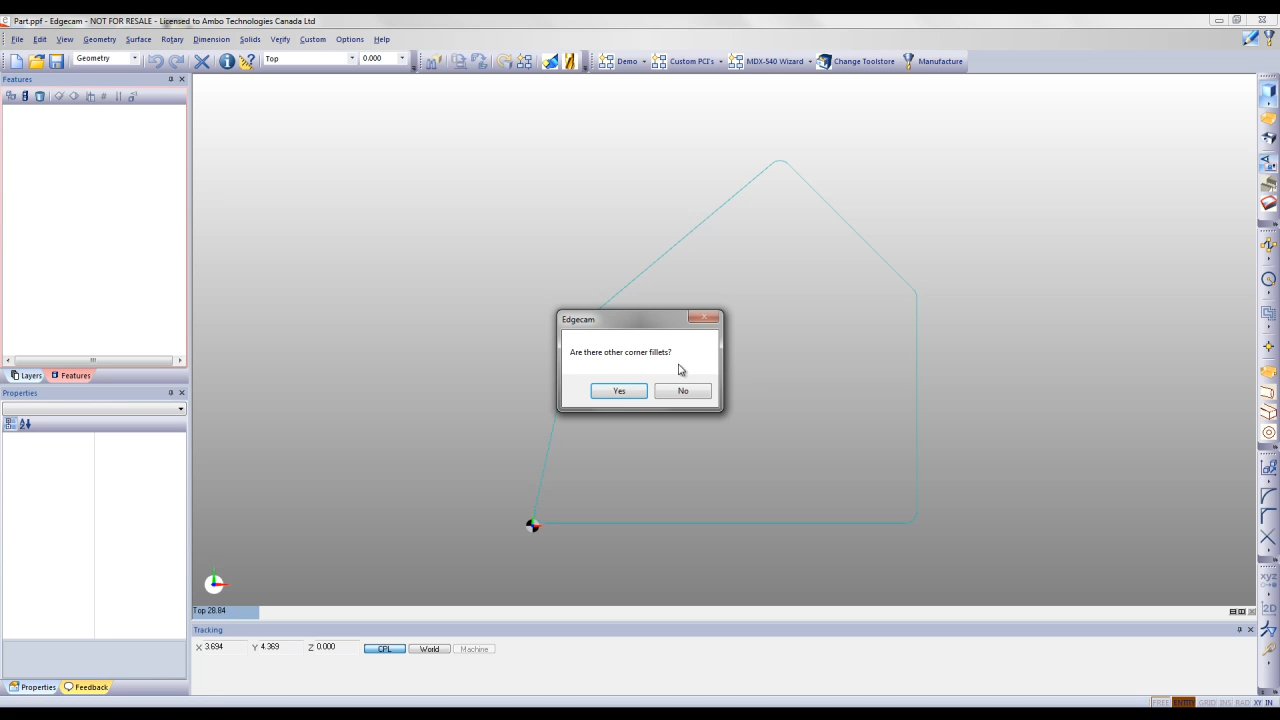 Part.ppf - Edgecam - NOT FOR RESALE - Licensed to Ambo Technologies Canada Ltd
File Edit View Geometry Surface Rotary Dimension Solids Verify Custom Options Help
Geometry Top 0.000 Demo Custom PCI's MDX-540 Wizard Change Toolstore Manufacture
Features
Layers Features
Properties
Edgecam
Are there other corner fillets?
Yes No
Top 28.84
Tracking
X 3.694 Y 4.369 Z 0.000 CPL World Machine
Properties Feedback
FREE ENTITY GRID INS RAD XY IN
xyz
2D